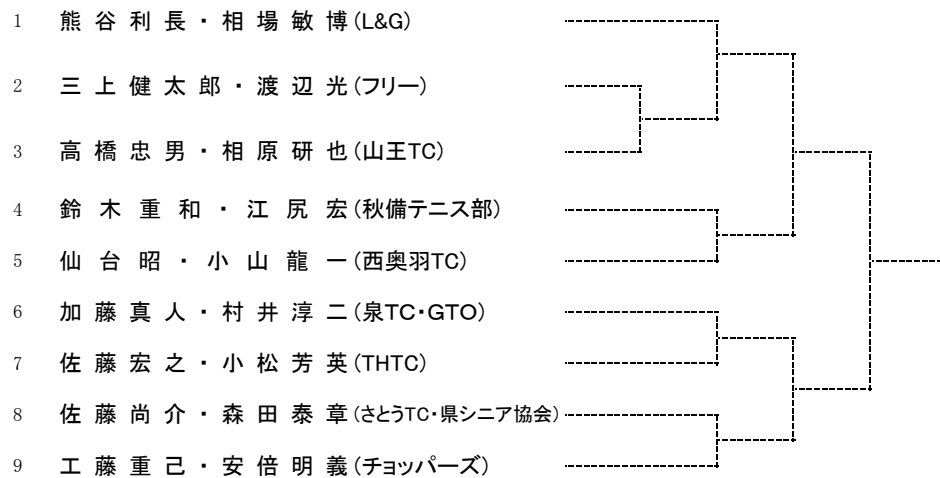 1 熊谷利長・相場敏博(L&G)
2 三上健太郎・渡辺光(フリー)
3 高橋忠男・相原研也(山王TC)
4 鈴木重和・江尻宏(秋備テニス部)
5 仙台昭・小山龍一(西奥羽TC)
6 加藤真人・村井淳二(泉TC・GTO)
7 佐藤宏之・小松芳英(THTC)
8 佐藤尚介・森田泰章(さとうTC・県シニア協会)
9 工藤重己・安倍明義(チョッパーズ)